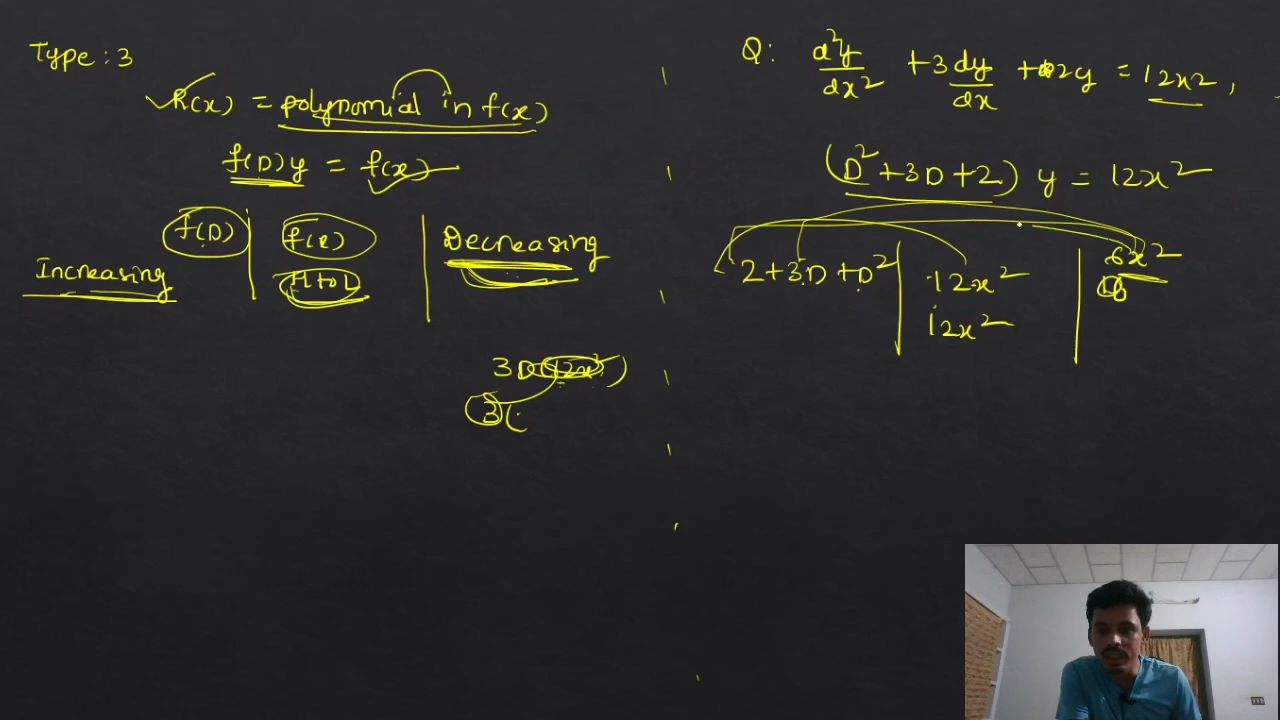 Type : 3
R(x) = polynomial in f(x)
f(D)y = f(x)
f(D) | f(x) | Decreasing
Increasing
3D(12x²)
3(
Q: d²y/dx² + 3 dy/dx + 2y = 12x²,
(D² + 3D + 2) y = 12x²
2 + 3D + D² | 12x² | 6x²
12x²